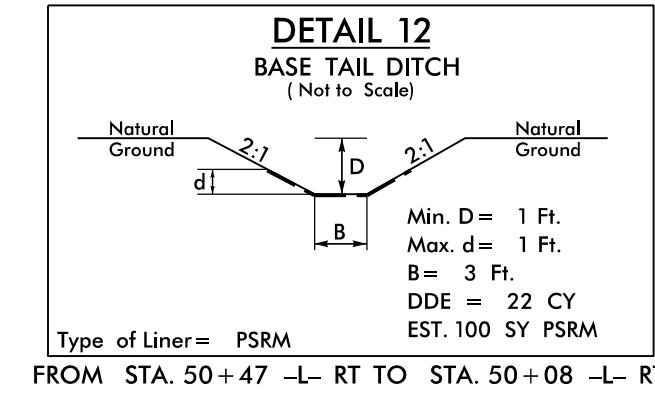 DETAIL 12
BASE TAIL DITCH
( Not to Scale)
Natural
Ground
2:1
D
2:1
Natural
Ground
d
B
Min. D = 1 Ft.
Max. d = 1 Ft.
B = 3 Ft.
DDE = 22 CY
EST. 100 SY PSRM
Type of Liner = PSRM
FROM STA. 50+47 -L- RT TO STA. 50+08 -L- R